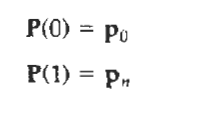 P(0) = p₀
P(1) = pₙ